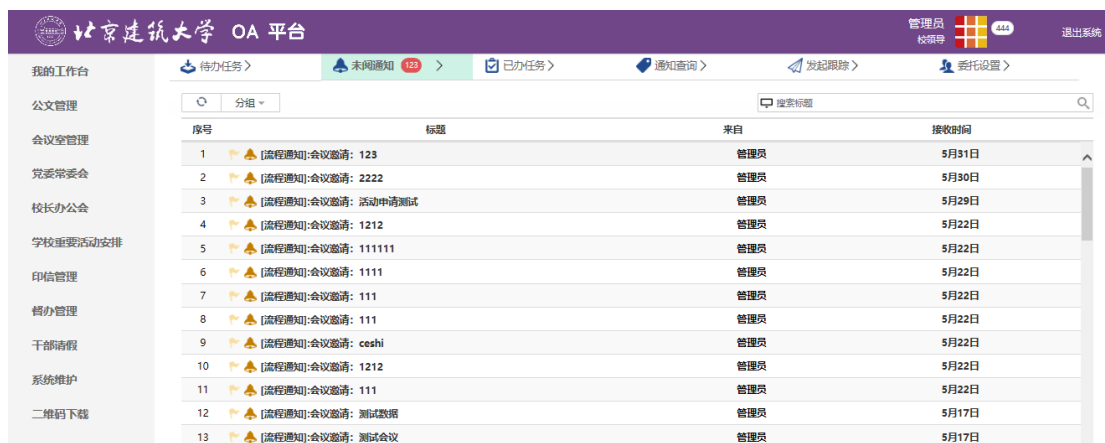 北京建筑大学 OA 平台
管理员
校领导
444
退出系统
我的工作台
公文管理
会议室管理
党委常委会
校长办公会
学校重要活动安排
印信管理
督办管理
干部请假
系统维护
二维码下载
待办任务 未阅通知 123 已办任务 通知查询 发起跟踪 委托设置
分组 搜索标题
序号 标题 来自 接收时间
1 [流程通知]:会议邀请：123 管理员 5月31日
2 [流程通知]:会议邀请：2222 管理员 5月30日
3 [流程通知]:会议邀请：活动申请测试 管理员 5月29日
4 [流程通知]:会议邀请：1212 管理员 5月22日
5 [流程通知]:会议邀请：111111 管理员 5月22日
6 [流程通知]:会议邀请：1111 管理员 5月22日
7 [流程通知]:会议邀请：111 管理员 5月22日
8 [流程通知]:会议邀请：111 管理员 5月22日
9 [流程通知]:会议邀请：ceshi 管理员 5月22日
10 [流程通知]:会议邀请：1212 管理员 5月22日
11 [流程通知]:会议邀请：111 管理员 5月22日
12 [流程通知]:会议邀请：测试数据 管理员 5月17日
13 [流程通知]:会议邀请：测试会议 管理员 5月17日